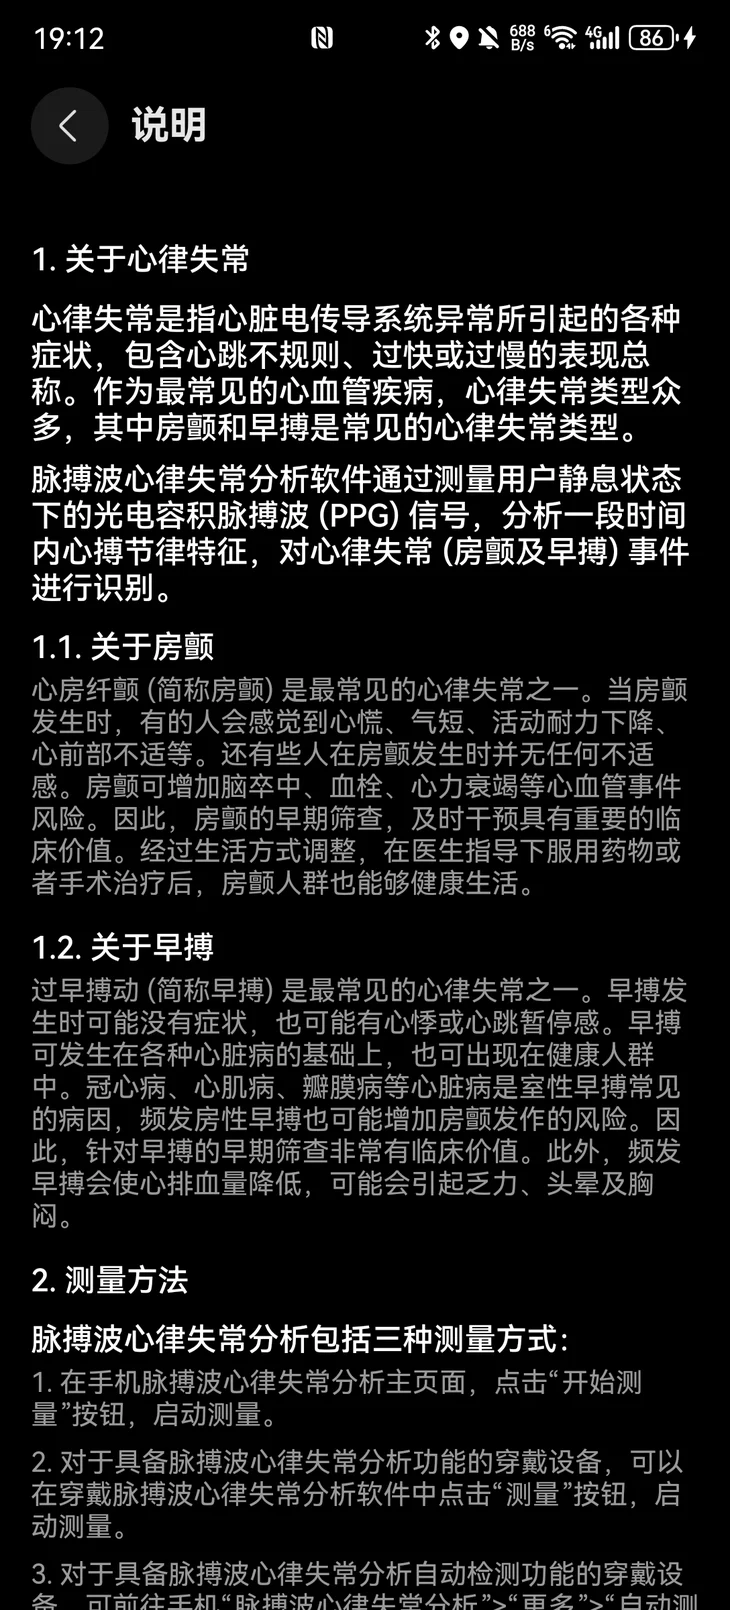 19:12
688
B/s
6
4G
86
说明
1. 关于心律失常
心律失常是指心脏电传导系统异常所引起的各种
症状，包含心跳不规则、过快或过慢的表现总
称。作为最常见的心血管疾病，心律失常类型众
多，其中房颤和早搏是常见的心律失常类型。
脉搏波心律失常分析软件通过测量用户静息状态
下的光电容积脉搏波 (PPG) 信号，分析一段时间
内心搏节律特征，对心律失常 (房颤及早搏) 事件
进行识别。
1.1. 关于房颤
心房纤颤 (简称房颤) 是最常见的心律失常之一。当房颤
发生时，有的人会感觉到心慌、气短、活动耐力下降、
心前部不适等。还有些人在房颤发生时并无任何不适
感。房颤可增加脑卒中、血栓、心力衰竭等心血管事件
风险。因此，房颤的早期筛查，及时干预具有重要的临
床价值。经过生活方式调整，在医生指导下服用药物或
者手术治疗后，房颤人群也能够健康生活。
1.2. 关于早搏
过早搏动 (简称早搏) 是最常见的心律失常之一。早搏发
生时可能没有症状，也可能有心悸或心跳暂停感。早搏
可发生在各种心脏病的基础上，也可出现在健康人群
中。冠心病、心肌病、瓣膜病等心脏病是室性早搏常见
的病因，频发房性早搏也可能增加房颤发作的风险。因
此，针对早搏的早期筛查非常有临床价值。此外，频发
早搏会使心排血量降低，可能会引起乏力、头晕及胸
闷。
2. 测量方法
脉搏波心律失常分析包括三种测量方式：
1. 在手机脉搏波心律失常分析主页面，点击“开始测
量”按钮，启动测量。
2. 对于具备脉搏波心律失常分析功能的穿戴设备，可以
在穿戴脉搏波心律失常分析软件中点击“测量”按钮，启
动测量。
3. 对于具备脉搏波心律失常分析自动检测功能的穿戴设
备，可前往手机“脉搏波心律失常分析”>“更多”>“自动测